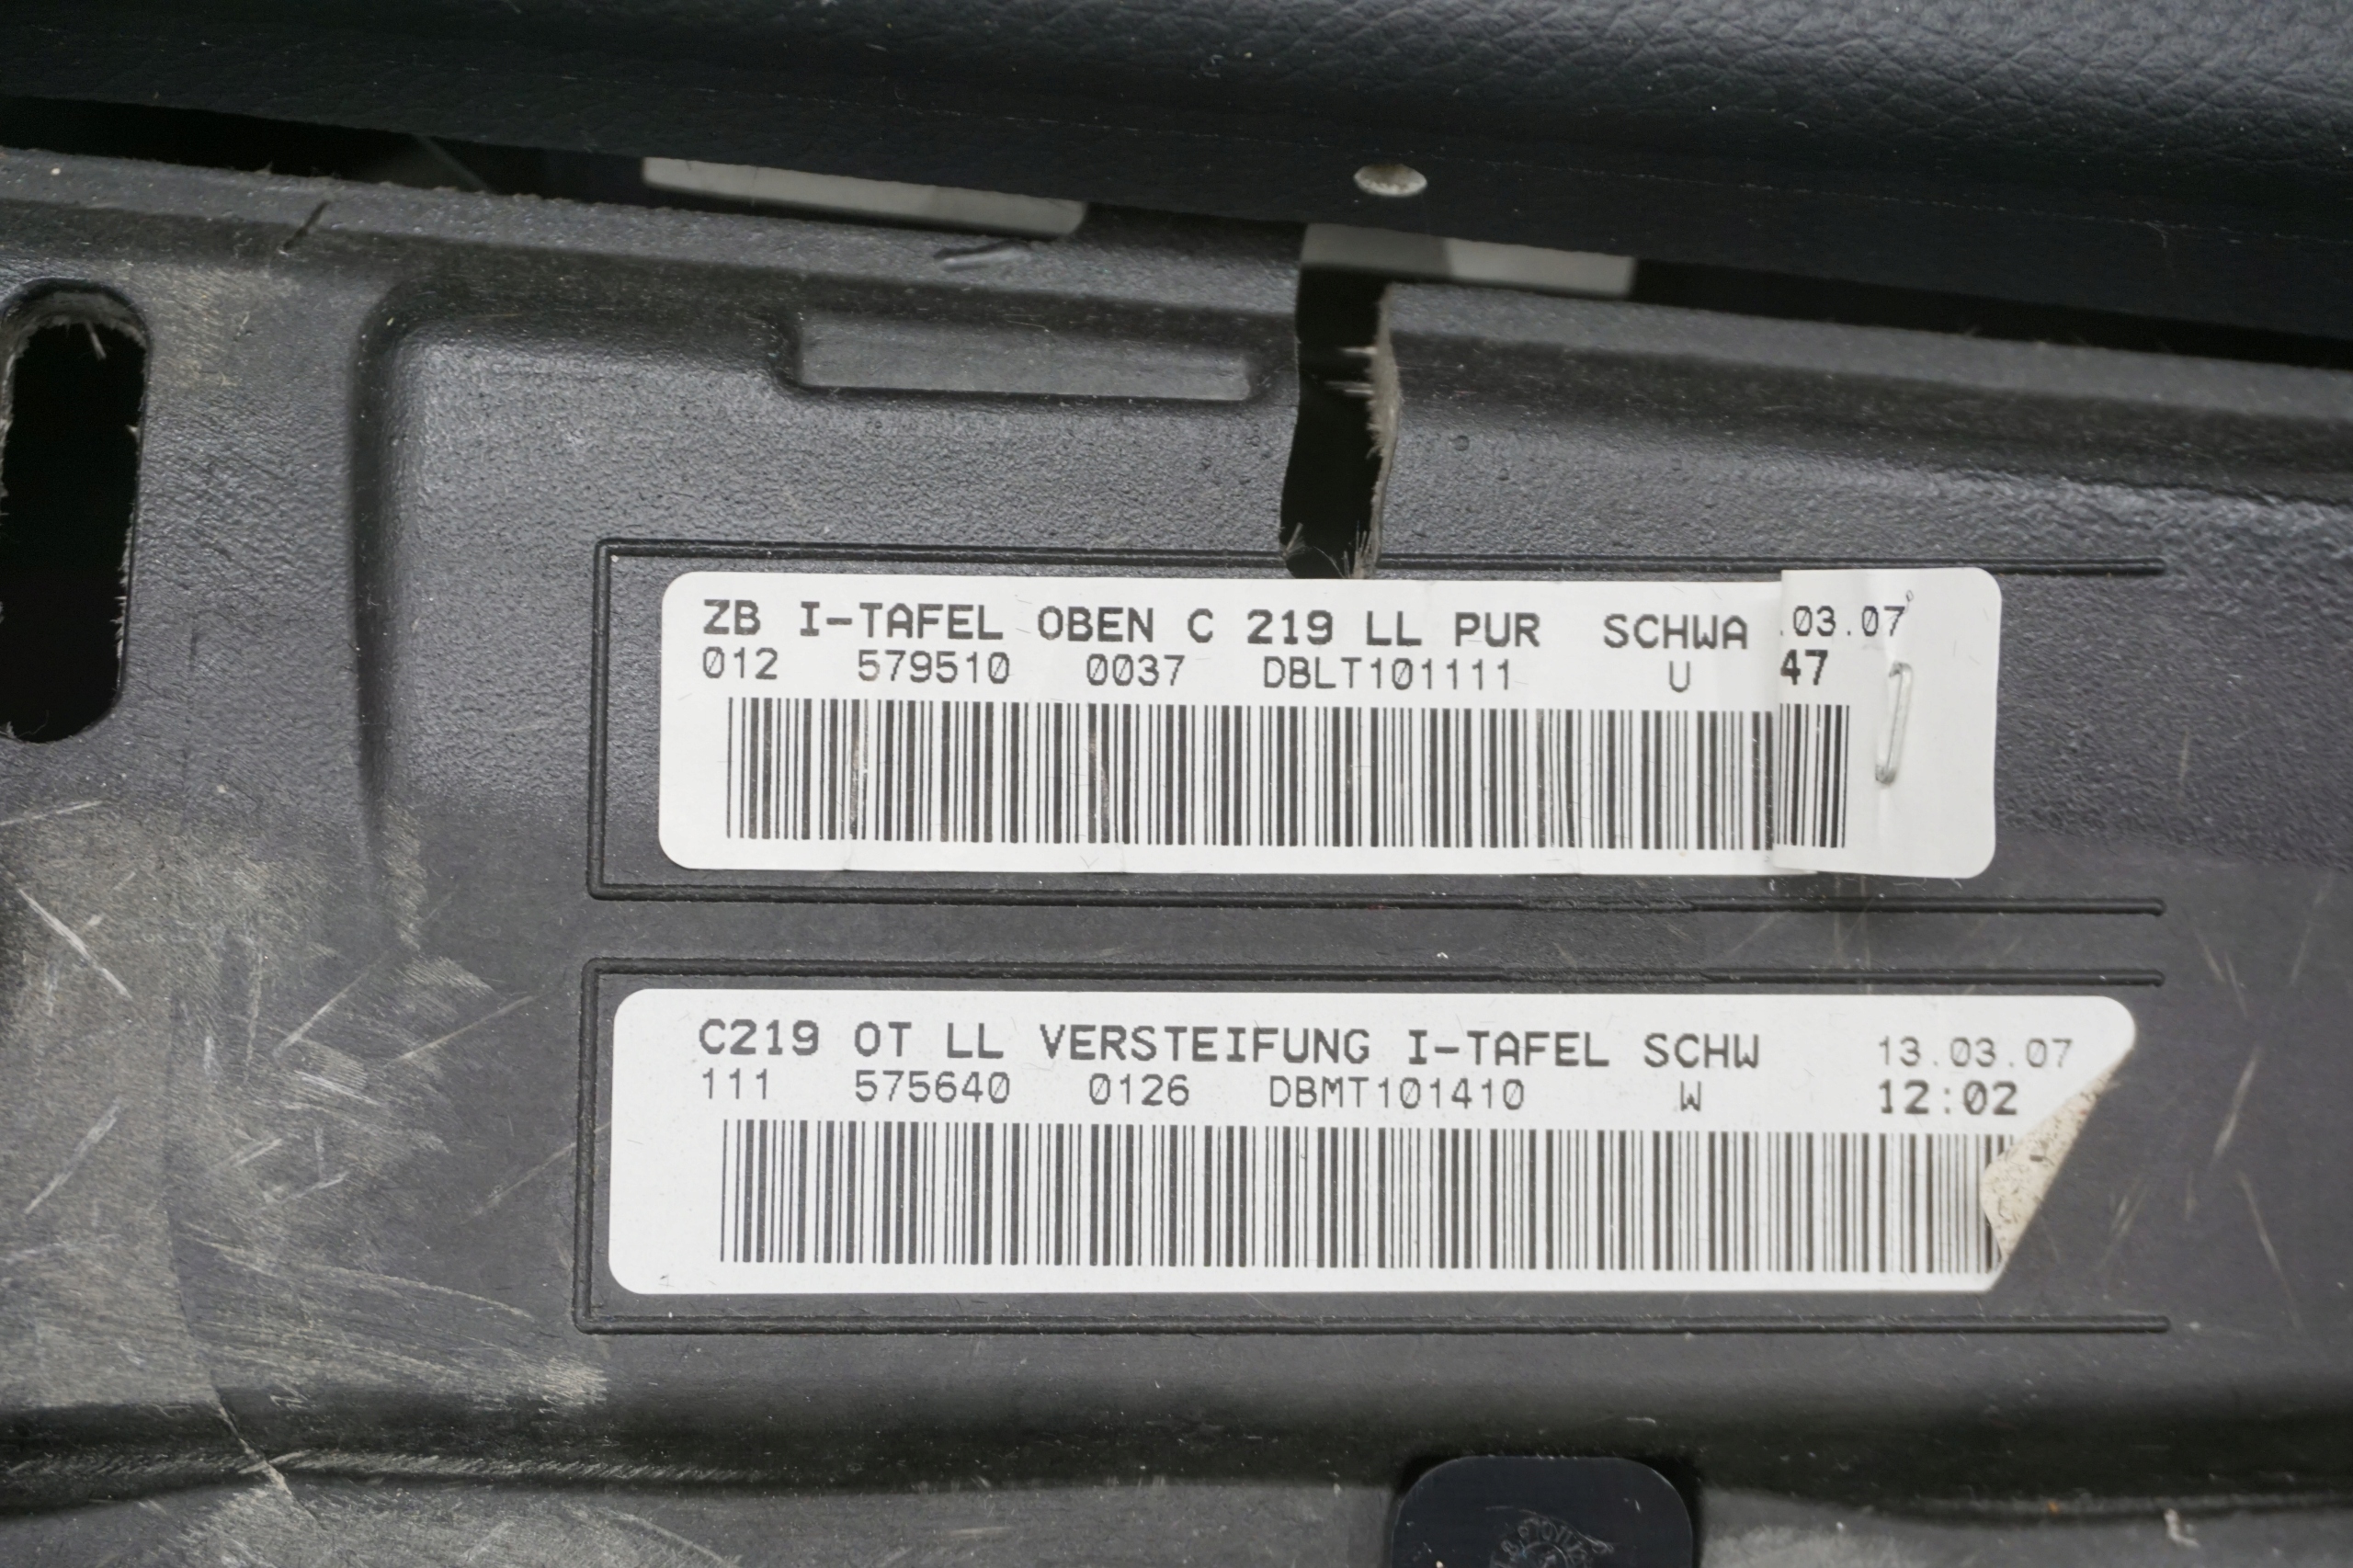 ZB I-TAFEL OBEN C 219 LL PUR SCHWA .03.07
012 579510 0037 DBLT101111 U 47
C219 OT LL VERSTEIFUNG I-TAFEL SCHW 13.03.07
111 575640 0126 DBMT101410 W 12:02